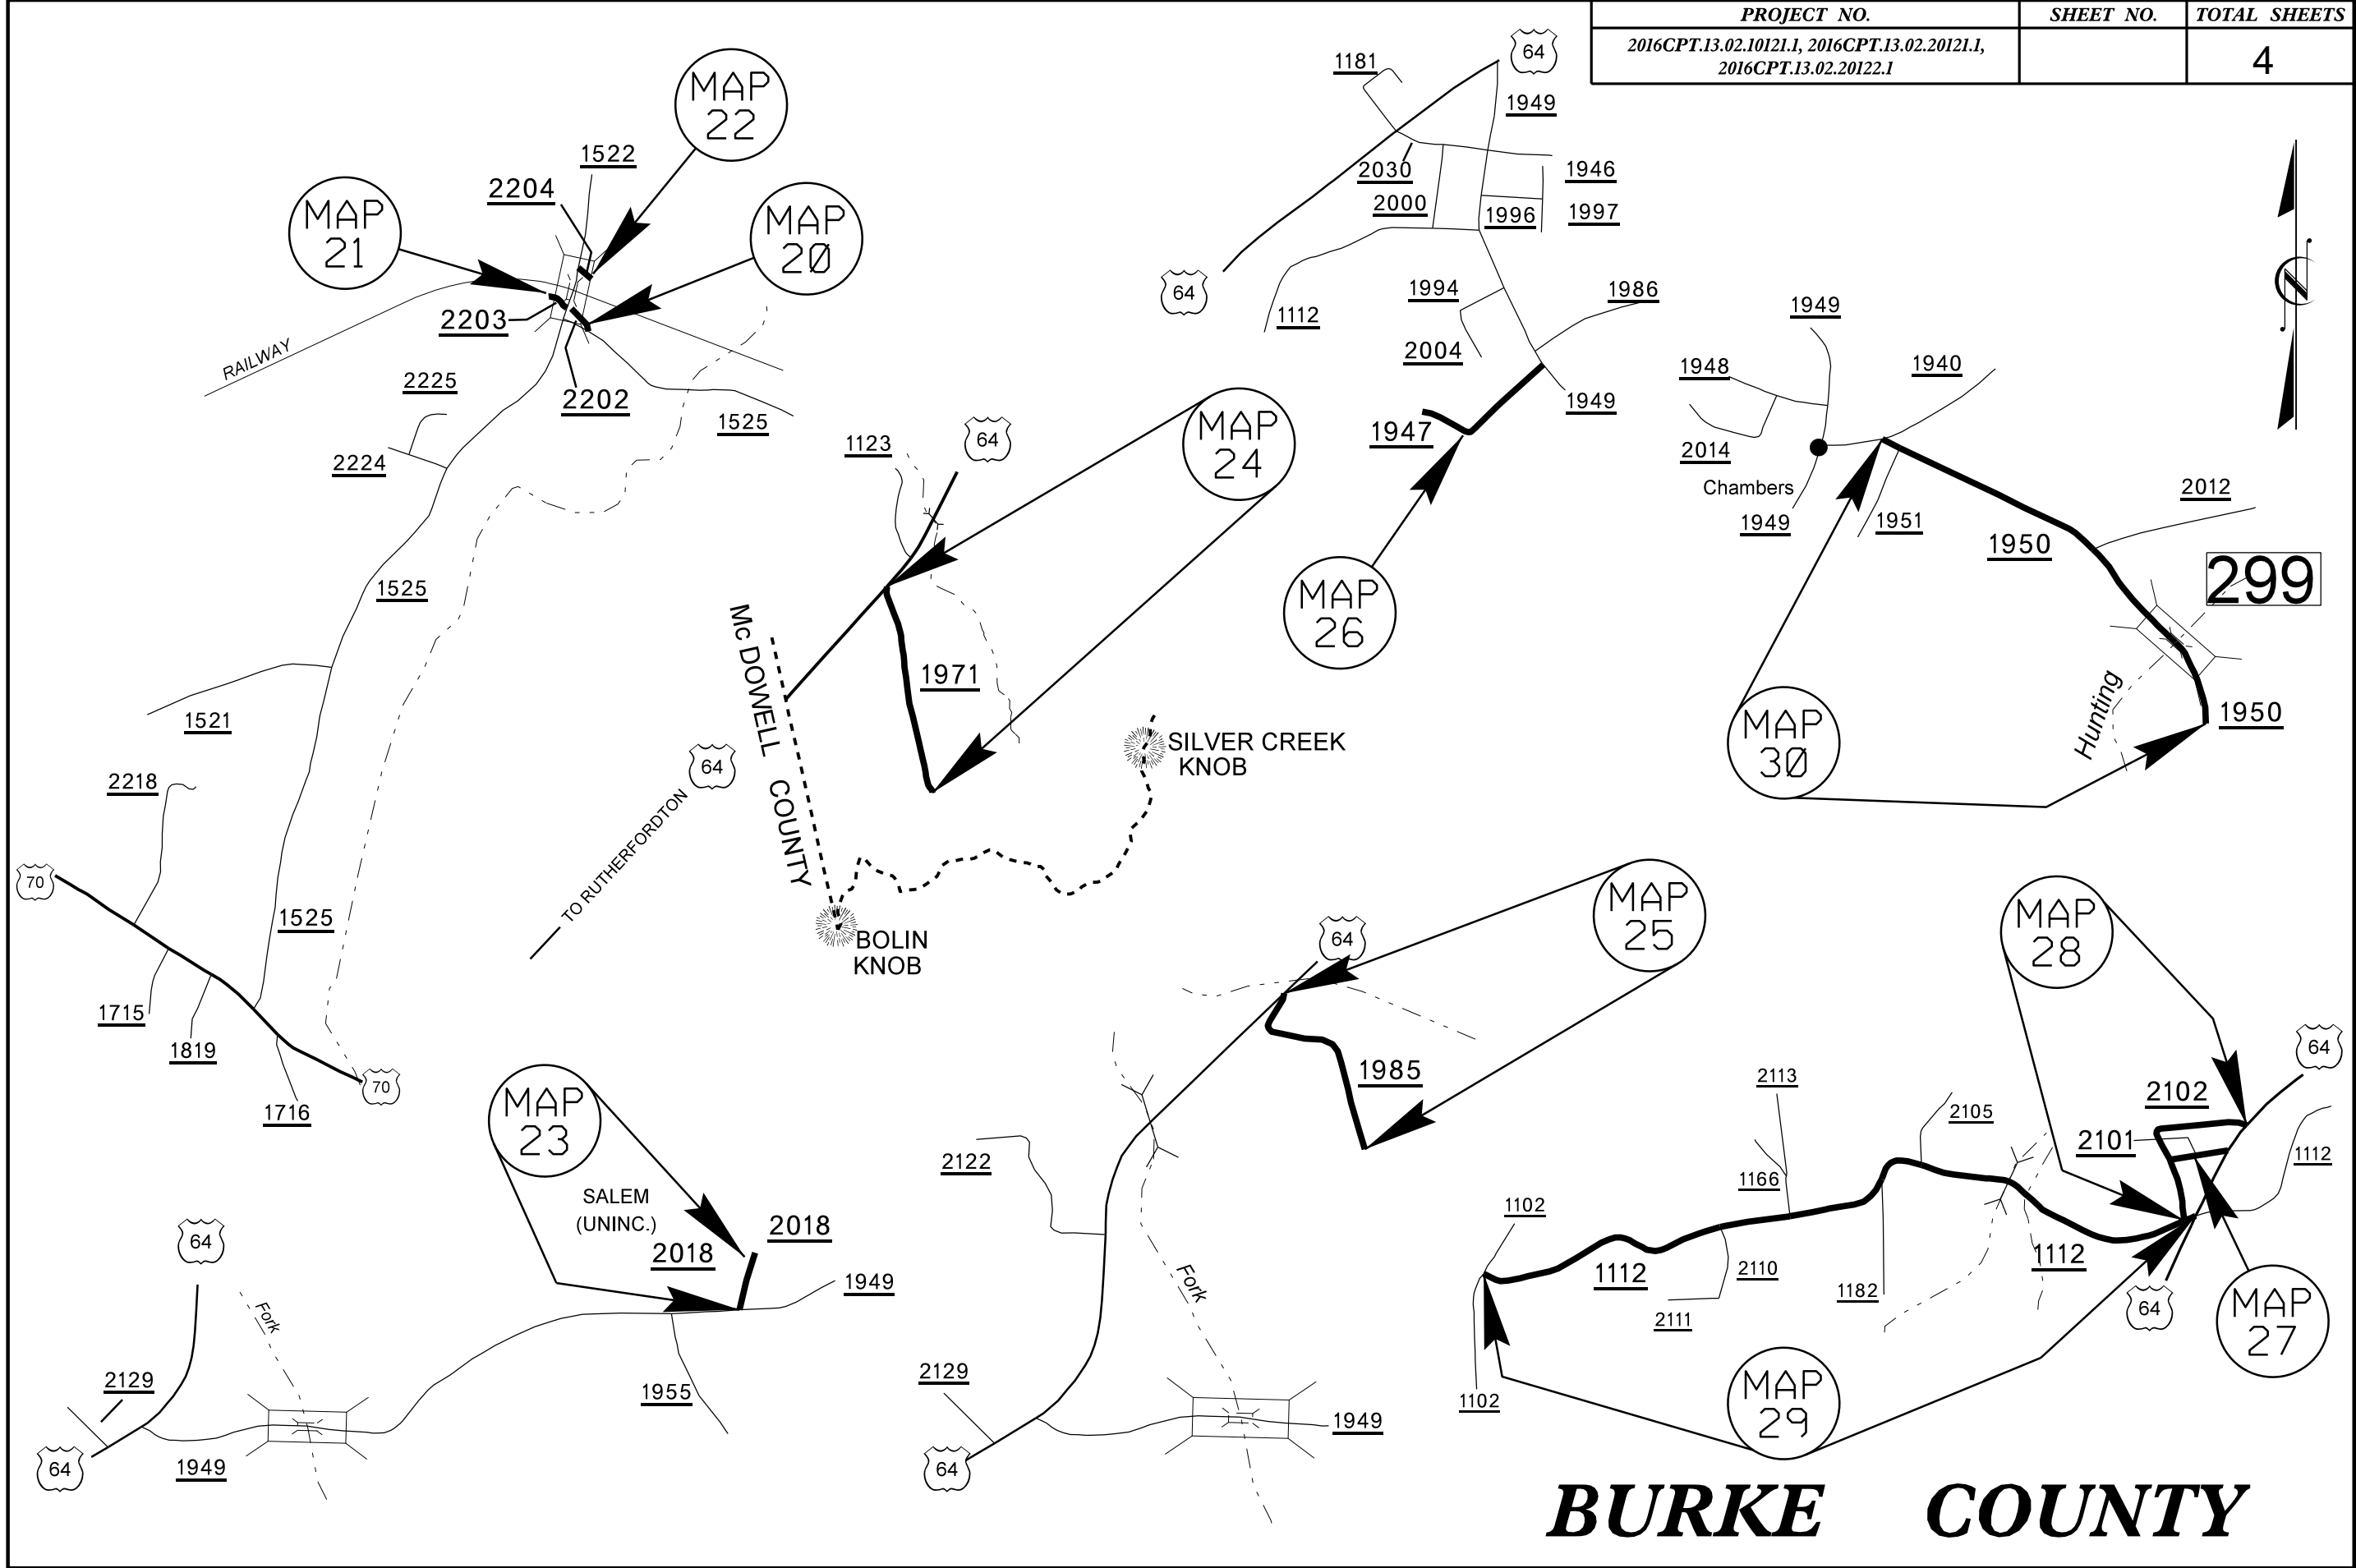 PROJECT NO.
SHEET NO.
TOTAL SHEETS
2016CPT.13.02.10121.1, 2016CPT.13.02.20121.1,
2016CPT.13.02.20122.1
4
MAP
22
1522
2204
MAP
21
MAP
20
2203
RAILWAY
2225
2202
1525
2224
1525
1521
2218
70
1525
1715
1819
70
1716
64
1181
1949
2030
1946
2000
1996
1997
64
1112
1994
1986
2004
1949
1947
MAP
26
MAP
24
64
1123
1971
Mc DOWELL COUNTY
64
TO RUTHERFORDTON
SILVER CREEK
KNOB
BOLIN
KNOB
1949
1948
1940
2014
Chambers
1949
1951
2012
1950
299
Hunting
1950
MAP
30
N
MAP
23
SALEM
(UNINC.)
2018
2018
64
1949
Fork
2129
1955
64
1949
MAP
25
64
1985
2122
Fork
2129
1949
64
MAP
28
64
2113
2102
2105
2101
1112
1166
1102
1112
1112
2110
1182
2111
64
MAP
27
1102
MAP
29
BURKE COUNTY